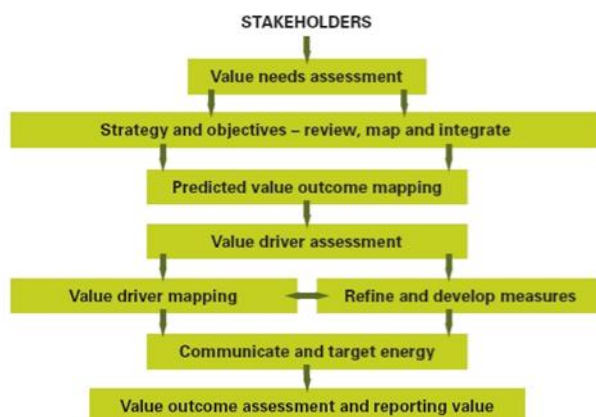 STAKEHOLDERS
Value needs assessment
Strategy and objectives – review, map and integrate
Predicted value outcome mapping
Value driver assessment
Value driver mapping
Refine and develop measures
Communicate and target energy
Value outcome assessment and reporting value